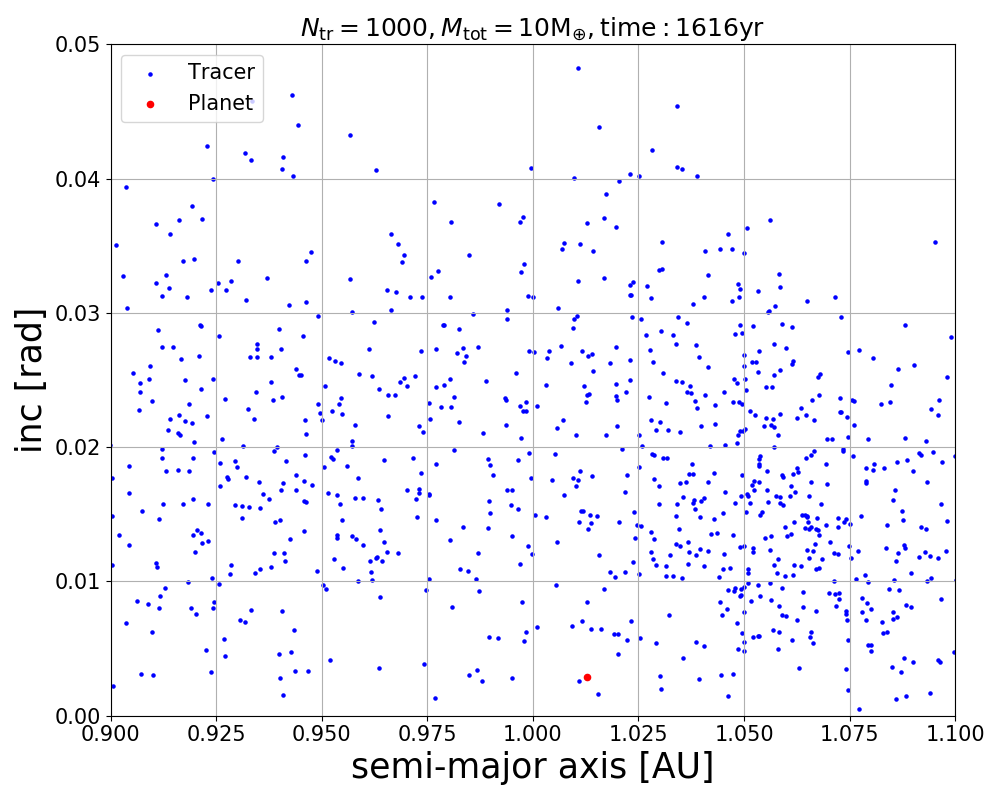 N_tr = 1000, M_tot = 10M_⊕, time : 1616yr
0.05
Tracer
Planet
0.04
0.03
0.02
0.01
0.00
inc [rad]
0.900 0.925 0.950 0.975 1.000 1.025 1.050 1.075 1.100
semi-major axis [AU]